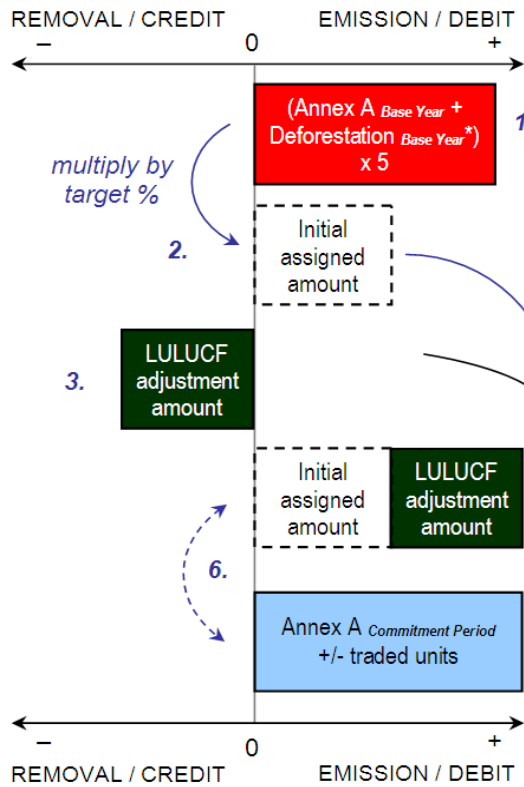 REMOVAL / CREDIT EMISSION / DEBIT
– 0 +
(Annex A Base Year +
Deforestation Base Year*)
x 5
1
multiply by
target %
2.
Initial
assigned
amount
3.
LULUCF
adjustment
amount
Initial
assigned
amount
LULUCF
adjustment
amount
6.
Annex A Commitment Period
+/- traded units
– 0 +
REMOVAL / CREDIT EMISSION / DEBIT